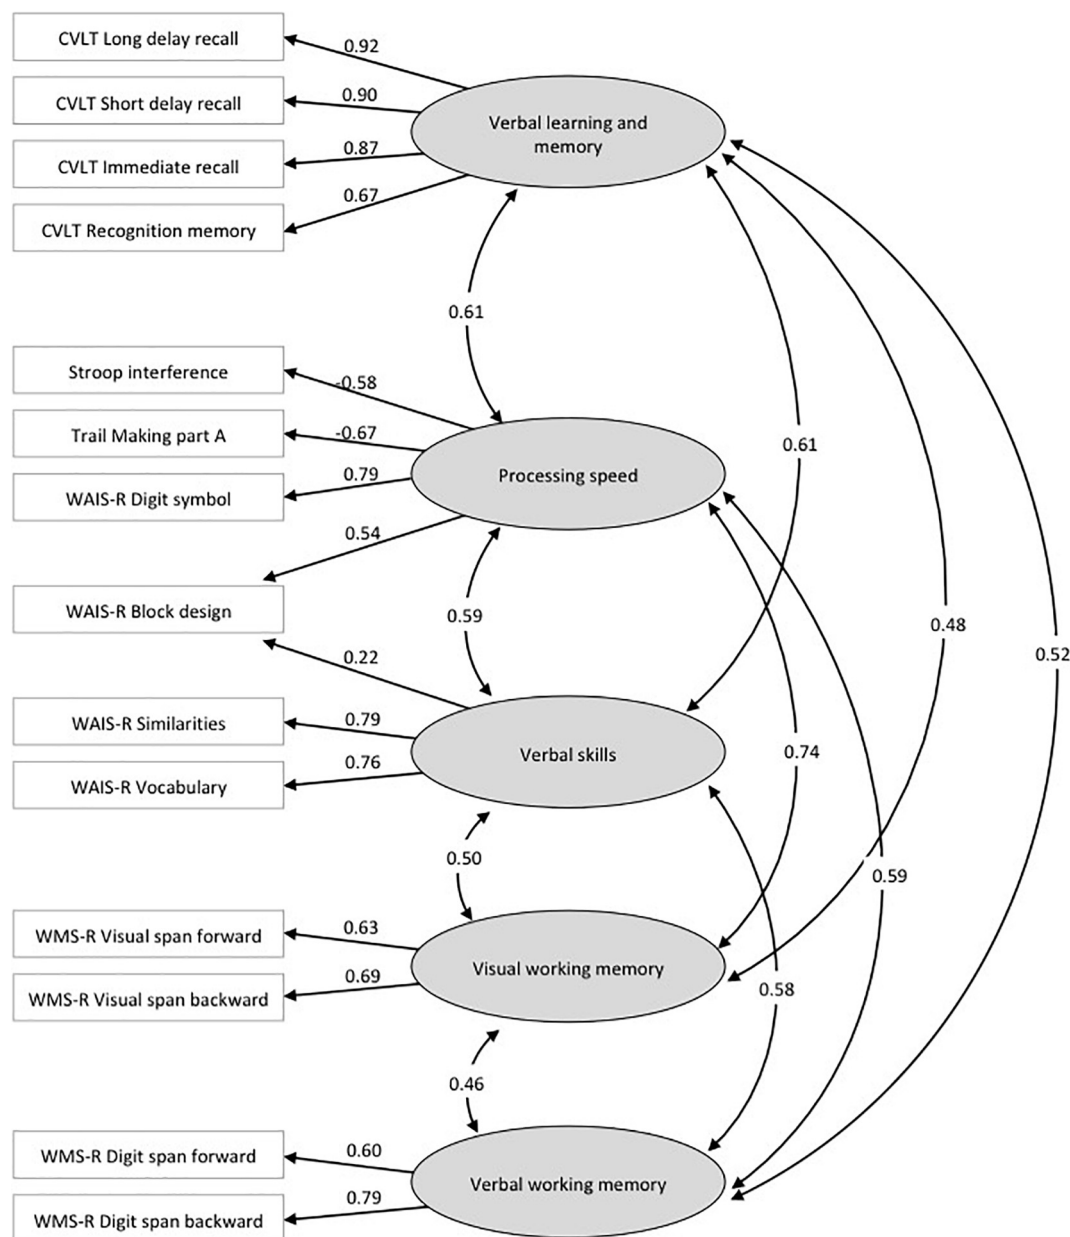 CVLT Long delay recall
0.92
CVLT Short delay recall
0.90
Verbal learning and
memory
CVLT Immediate recall
0.87
0.67
CVLT Recognition memory
0.61
Stroop interference
-0.58
Trail Making part A
-0.67
0.61
Processing speed
0.79
WAIS-R Digit symbol
0.54
WAIS-R Block design
0.59
0.48
0.22
0.52
WAIS-R Similarities
0.79
Verbal skills
0.74
0.76
WAIS-R Vocabulary
0.50
0.59
WMS-R Visual span forward
0.63
Visual working memory
0.69
WMS-R Visual span backward
0.58
0.46
WMS-R Digit span forward
0.60
Verbal working memory
0.79
WMS-R Digit span backward